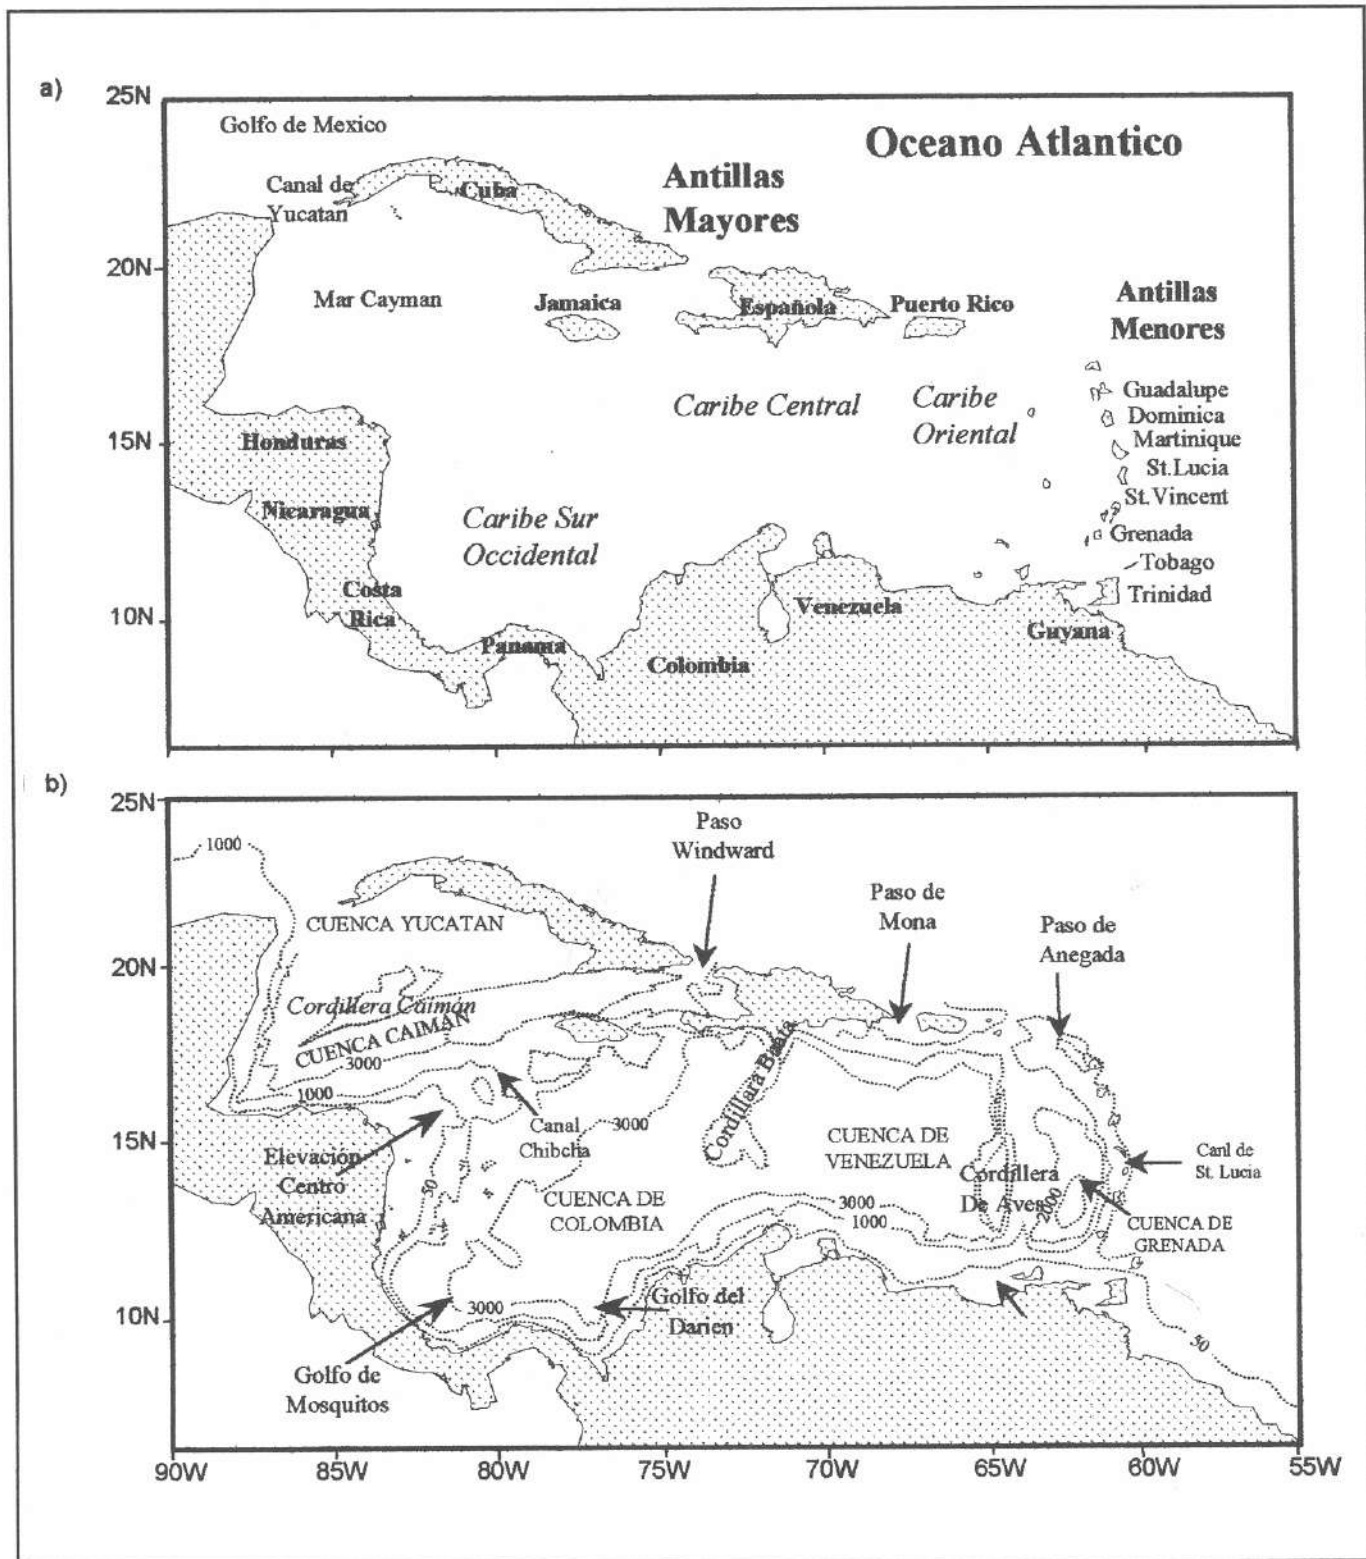 a)
25N
Golfo de Mexico
Oceano Atlantico
Canal de
Yucatan
Cuba
Antillas
Mayores
20N
Mar Cayman
Jamaica
Española
Puerto Rico
Antillas
Menores
Caribe Central
Caribe
Oriental
Guadalupe
Dominica
Martinique
St.Lucia
St.Vincent
Grenada
Tobago
Trinidad
15N
Honduras
Nicaragua
Caribe Sur
Occidental
Costa
Rica
10N
Panama
Colombia
Venezuela
Guyana
b)
25N
1000
Paso
Windward
Paso de
Mona
Paso de
Anegada
CUENCA YUCATAN
20N
Cordillera Caimán
CUENCA CAIMÁN
3000
1000
Canal
Chibcha
3000
Cordillara Baata
15N
Elevación
Centro
Americana
50
CUENCA DE
COLOMBIA
CUENCA DE
VENEZUELA
Cordillera
De Aves
2000
Canl de
St. Lucia
CUENCA DE
GRENADA
3000
1000
10N
3000
Golfo del
Darien
50
Golfo de
Mosquitos
90W 85W 80W 75W 70W 65W 60W 55W